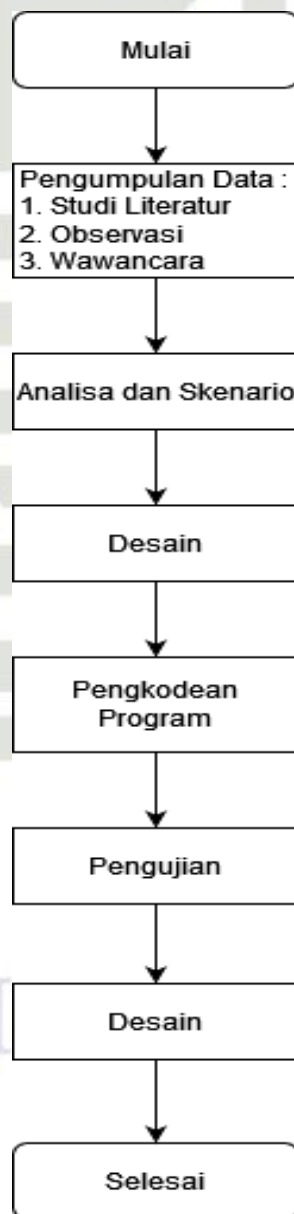 Mulai
Pengumpulan Data :
1. Studi Literatur
2. Observasi
3. Wawancara
Analisa dan Skenario
Desain
Pengkodean
Program
Pengujian
Desain
Selesai